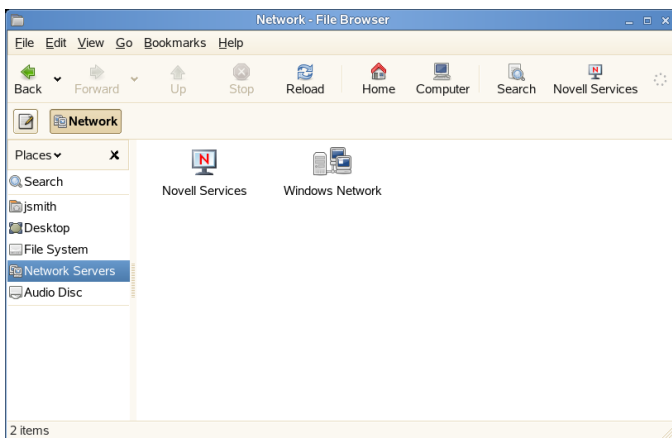 Network - File Browser
File Edit View Go Bookmarks Help
Back Forward Up Stop Reload Home Computer Search Novell Services
Network
Places
Search
jsmith
Desktop
File System
Network Servers
Audio Disc
N
Novell Services
Windows Network
2 items